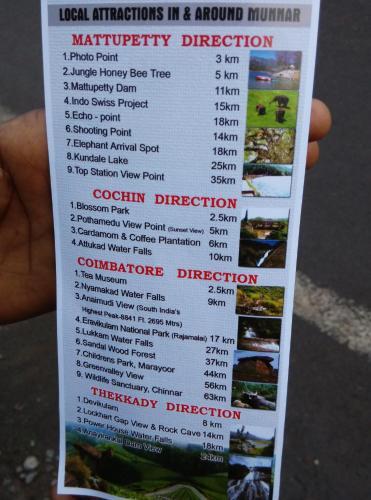 LOCAL ATTRACTIONS IN & AROUND MUNNAR
MATTUPETTY DIRECTION
1.Photo Point 3 km
2.Jungle Honey Bee Tree 5 km
3.Mattupetty Dam 11km
4.Indo Swiss Project 15km
5.Echo - point 18km
6.Shooting Point 14km
7.Elephant Arrival Spot 18km
8.Kundale Lake 25km
9.Top Station View Point 35km
COCHIN DIRECTION
1.Blossom Park 2.5km
2.Pothamedu View Point (Sunset View) 5km
3.Cardamom & Coffee Plantation 6km
4.Attukad Water Falls 10km
COIMBATORE DIRECTION
1.Tea Museum 2.5km
2.Nyamakad Water Falls 9km
3.Anaimudi View (South India's
Highest Peak-8841 Ft. 2695 Mtrs)
4.Eravikulam National Park (Rajamalai) 17 km
5.Lukkam Water Falls 27km
6.Sandal Wood Forest 37km
7.Childrens Park, Marayoor 44km
8.Greenvalley View 56km
9. Wildlife Sanctuary, Chinnar 63km
THEKKADY DIRECTION
1.Devikulam 8 km
2.Lockhart Gap View & Rock Cave 14km
3.Power House Water Falls 18km
4.Anayirankal Dam View 24km